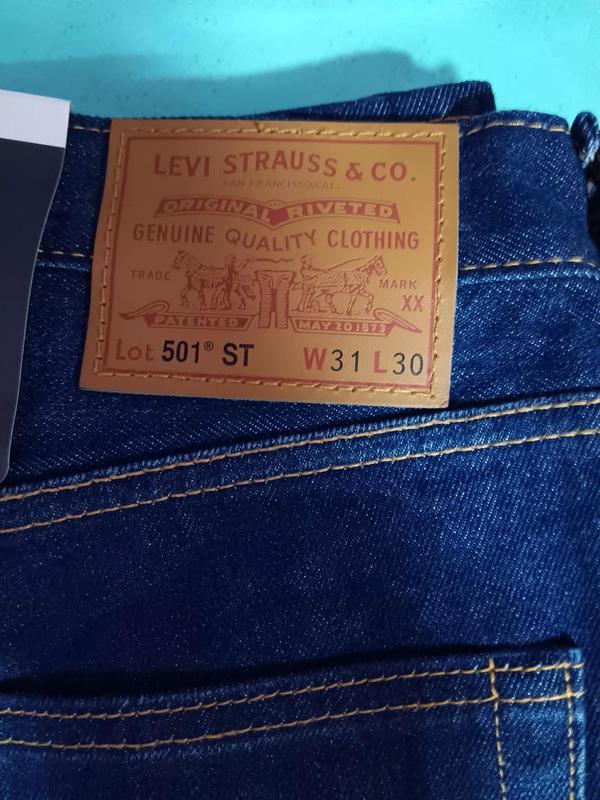 LEVI STRAUSS & CO.
SAN FRANCISCO, CAL.
ORIGINAL RIVETED
GENUINE QUALITY CLOTHING
TRADE MARK
XX
PATENTED MAY 20 1873
Lot 501® ST W31 L30